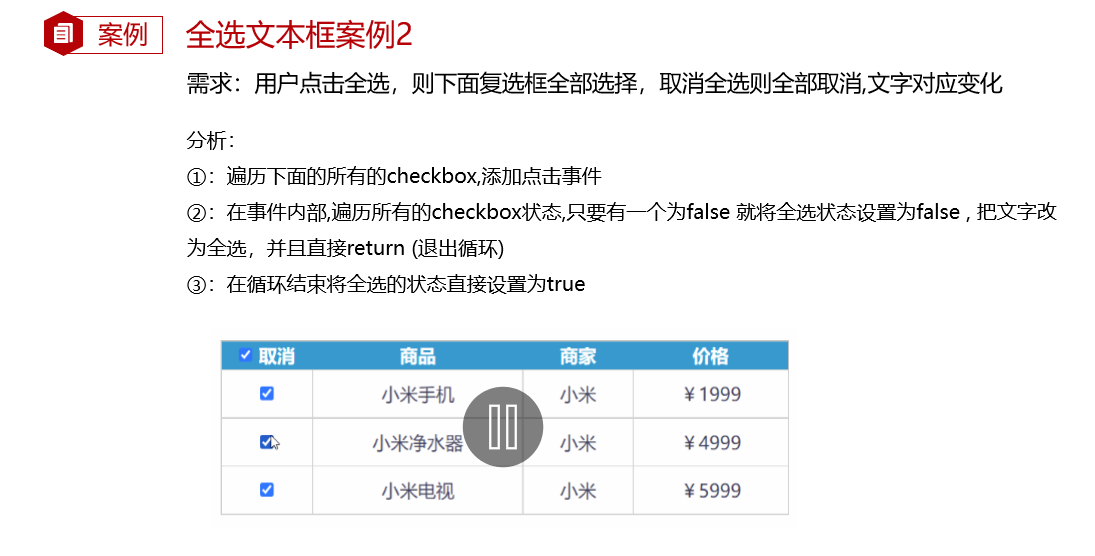 案例
全选文本框案例2
需求：用户点击全选，则下面复选框全部选择，取消全选则全部取消,文字对应变化
分析：
①：遍历下面的所有的checkbox,添加点击事件
②：在事件内部,遍历所有的checkbox状态,只要有一个为false 就将全选状态设置为false , 把文字改
为全选，并且直接return (退出循环)
③：在循环结束将全选的状态直接设置为true
取消 商品 商家 价格
小米手机 小米 ￥1999
小米净水器 小米 ￥4999
小米电视 小米 ￥5999